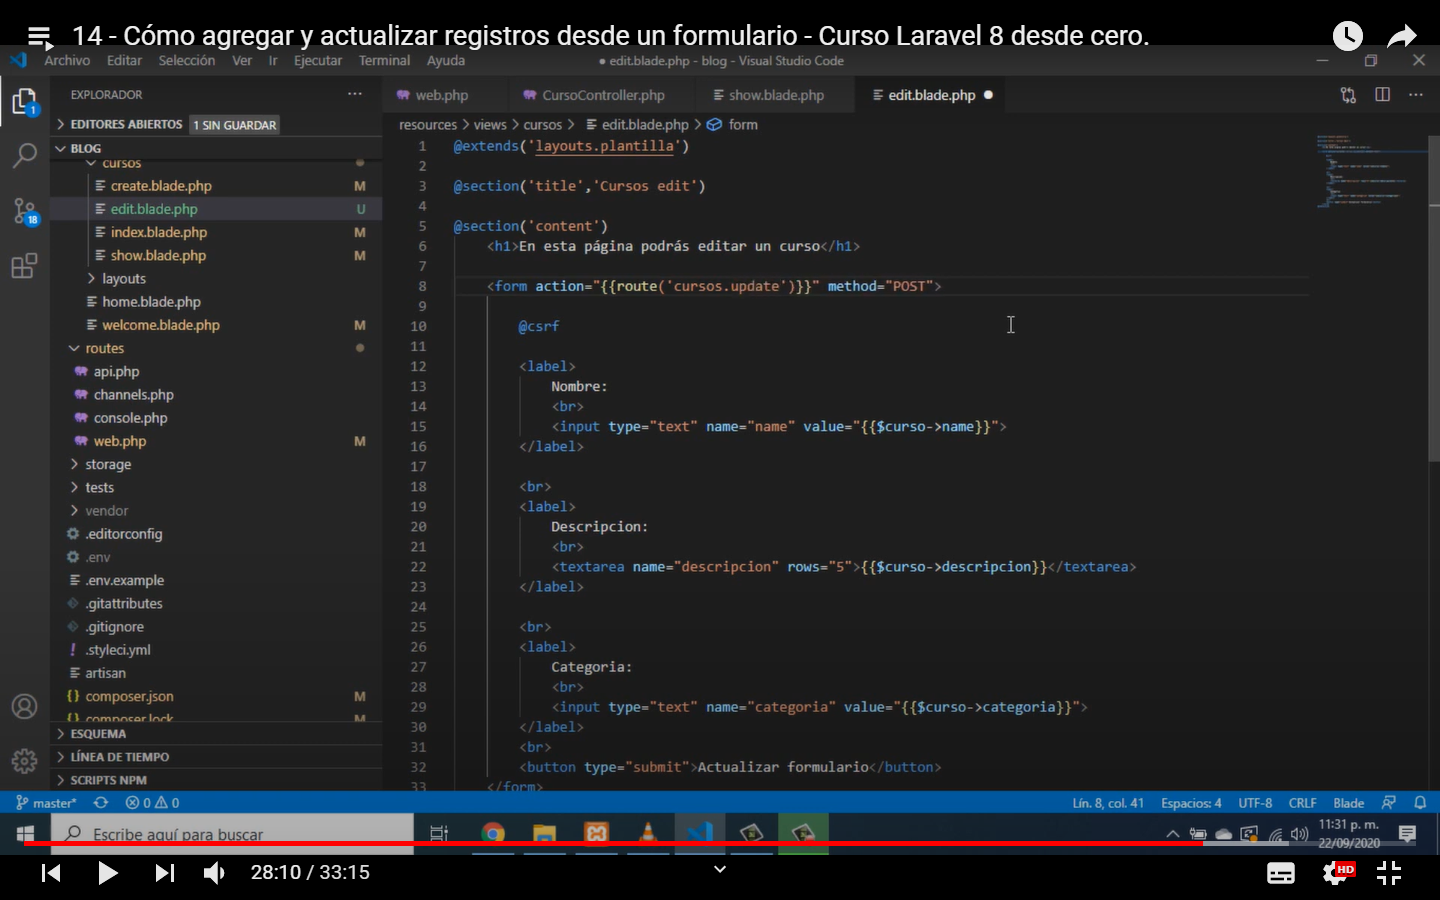 14 - Cómo agregar y actualizar registros desde un formulario - Curso Laravel 8 desde cero.
Archivo Editar Selección Ver Ir Ejecutar Terminal Ayuda
● edit.blade.php - blog - Visual Studio Code
EXPLORADOR
EDITORES ABIERTOS 1 SIN GUARDAR
BLOG
cursos
create.blade.php M
edit.blade.php U
index.blade.php M
show.blade.php M
layouts
home.blade.php
welcome.blade.php M
routes
api.php
channels.php
console.php
web.php M
storage
tests
vendor
.editorconfig
.env
.env.example
.gitattributes
.gitignore
.styleci.yml
artisan
composer.json M
composer.lock M
ESQUEMA
LÍNEA DE TIEMPO
SCRIPTS NPM
1
18
web.php CursoController.php show.blade.php edit.blade.php ●
resources > views > cursos > edit.blade.php > form
1 @extends('layouts.plantilla')
2
3 @section('title','Cursos edit')
4
5 @section('content')
6 <h1>En esta página podrás editar un curso</h1>
7
8 <form action="{{route('cursos.update')}}" method="POST">
9
10 @csrf
11
12 <label>
13 Nombre:
14 <br>
15 <input type="text" name="name" value="{{$curso->name}}">
16 </label>
17
18 <br>
19 <label>
20 Descripcion:
21 <br>
22 <textarea name="descripcion" rows="5">{{$curso->descripcion}}</textarea>
23 </label>
24
25 <br>
26 <label>
27 Categoria:
28 <br>
29 <input type="text" name="categoria" value="{{$curso->categoria}}">
30 </label>
31 <br>
32 <button type="submit">Actualizar formulario</button>
33 </form>
master* 0 0
Lín. 8, col. 41 Espacios: 4 UTF-8 CRLF Blade
Escribe aquí para buscar
11:31 p. m.
22/09/2020
28:10 / 33:15
HD